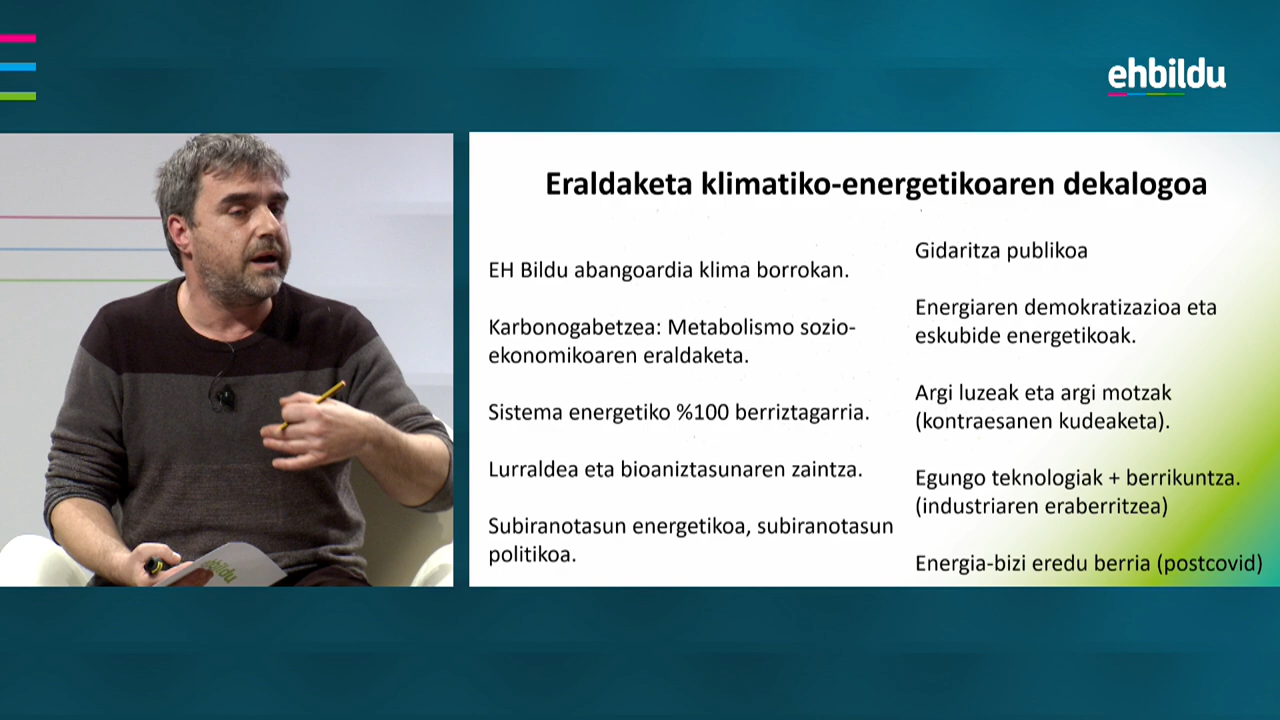 ehbildu
Eraldaketa klimatiko-energetikoaren dekalogoa
EH Bildu abangoardia klima borrokan.
Karbonogabetzea: Metabolismo sozio-
ekonomikoaren eraldaketa.
Sistema energetiko %100 berriztagarria.
Lurraldea eta bioaniztasunaren zaintza.
Subiranotasun energetikoa, subiranotasun
politikoa.
Gidaritza publikoa
Energiaren demokratizazioa eta
eskubide energetikoak.
Argi luzeak eta argi motzak
(kontraesanen kudeaketa).
Egungo teknologiak + berrikuntza.
(industriaren eraberritzea)
Energia-bizi eredu berria (postcovid)
ehbildu